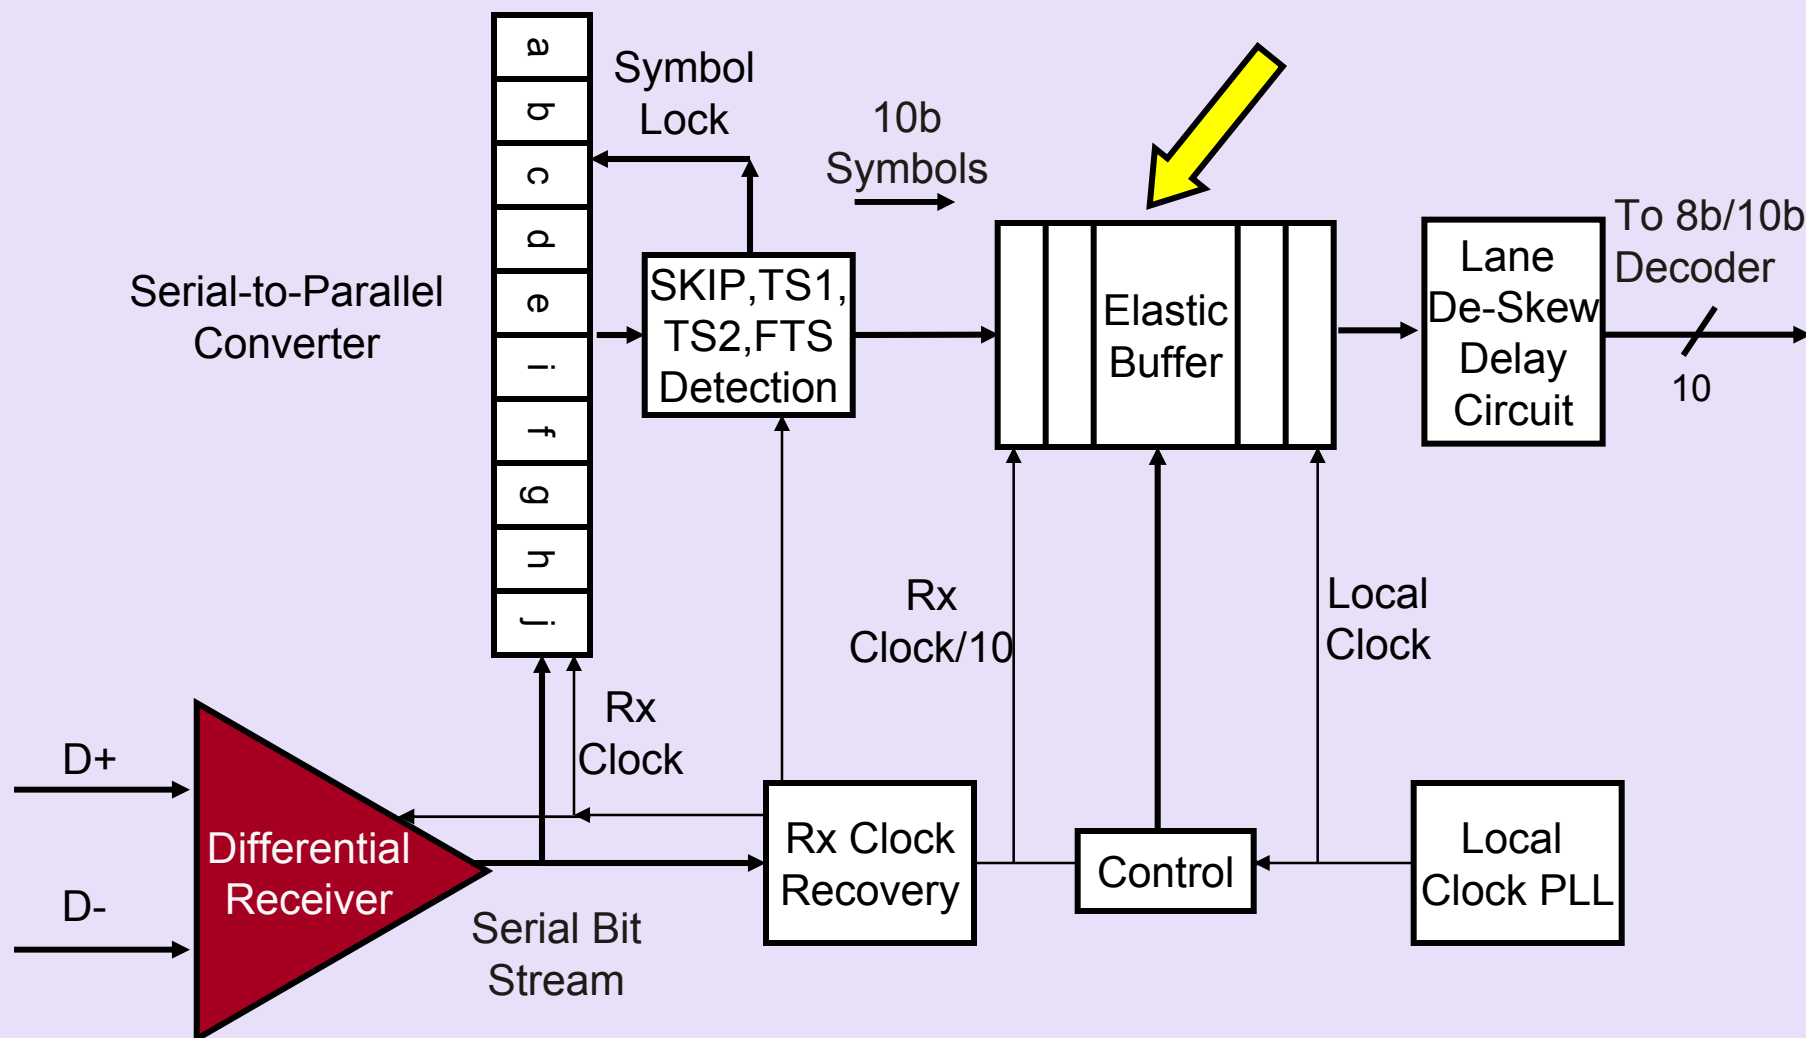 a
b
c
d
e
i
f
g
h
j
Symbol
Lock
10b
Symbols
Serial-to-Parallel
Converter
SKIP,TS1,
TS2,FTS
Detection
Elastic
Buffer
Lane
De-Skew
Delay
Circuit
To 8b/10b
Decoder
10
Rx
Clock/10
Local
Clock
Rx
Clock
D+
D-
Differential
Receiver
Serial Bit
Stream
Rx Clock
Recovery
Control
Local
Clock PLL